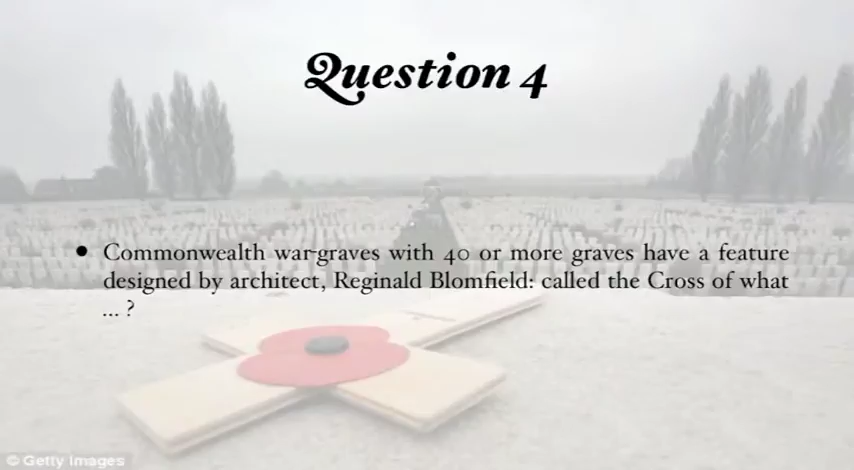 Question 4
• Commonwealth war-graves with 40 or more graves have a feature
designed by architect, Reginald Blomfield: called the Cross of what
... ?
© Getty Images